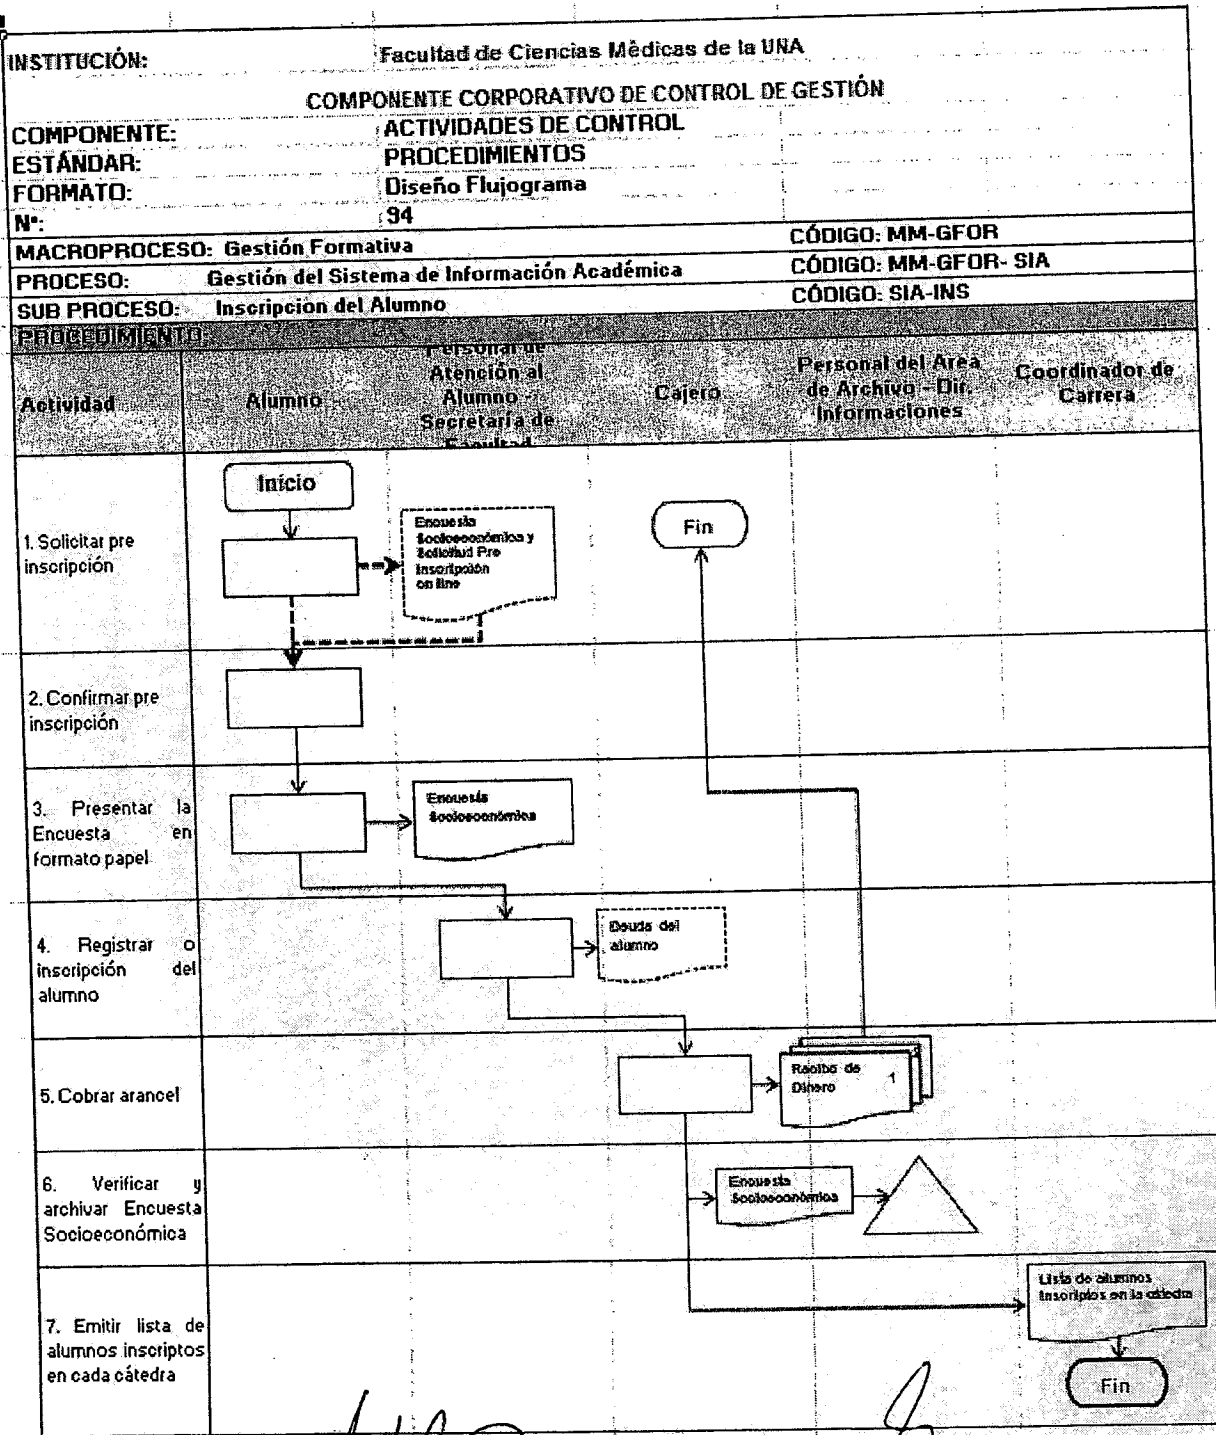 INSTITUCIÓN: Facultad de Ciencias Médicas de la UNA
COMPONENTE CORPORATIVO DE CONTROL DE GESTIÓN
COMPONENTE: ACTIVIDADES DE CONTROL
ESTÁNDAR: PROCEDIMIENTOS
FORMATO: Diseño Flujograma
N°: 94
MACROPROCESO: Gestión Formativa CÓDIGO: MM-GFOR
PROCESO: Gestión del Sistema de Información Académica CÓDIGO: MM-GFOR- SIA
SUB PROCESO: Inscripción del Alumno CÓDIGO: SIA-INS
PROCEDIMIENTO:
Actividad
Alumno -
Personal de
Atención al
Alumno -
Secretaría de
Facultad
Cajero
Personal del Area
de Archivo - Dir.
Informaciones
Coordinador de
Carrera
1. Solicitar pre
inscripción
Inicio
Encuesta
Socioeconómica y
Solicitud Pre
Inscripción
on line
Fin
2. Confirmar pre
inscripción
3. Presentar la
Encuesta en
formato papel
Encuesta
Socioeconómica
4. Registrar o
inscripción del
alumno
Deuda del
alumno
5. Cobrar arancel
Recibo de
Dinero
1
6. Verificar y
archivar Encuesta
Socioeconómica
Encuesta
Socioeconómica
7. Emitir lista de
alumnos inscriptos
en cada cátedra
Lista de alumnos
inscriptos en la cátedra
Fin